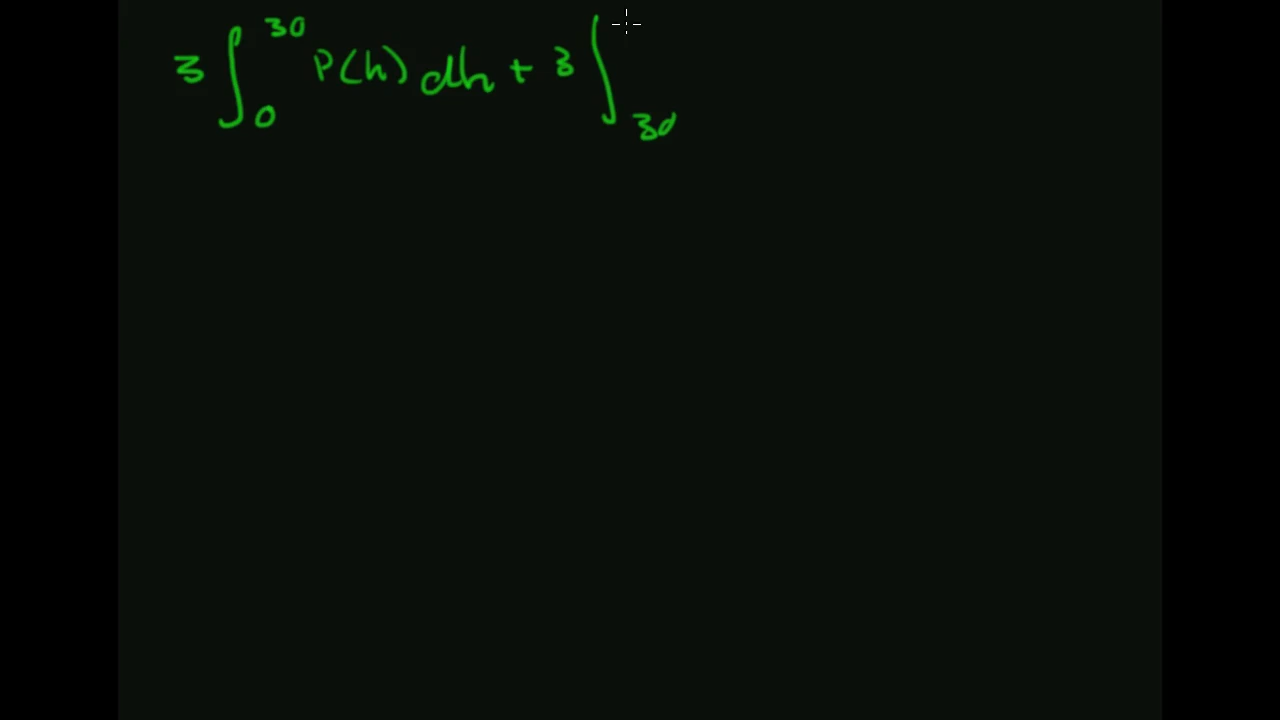 3 ∫₀³⁰ P(h) dh + 3 ∫₃₀